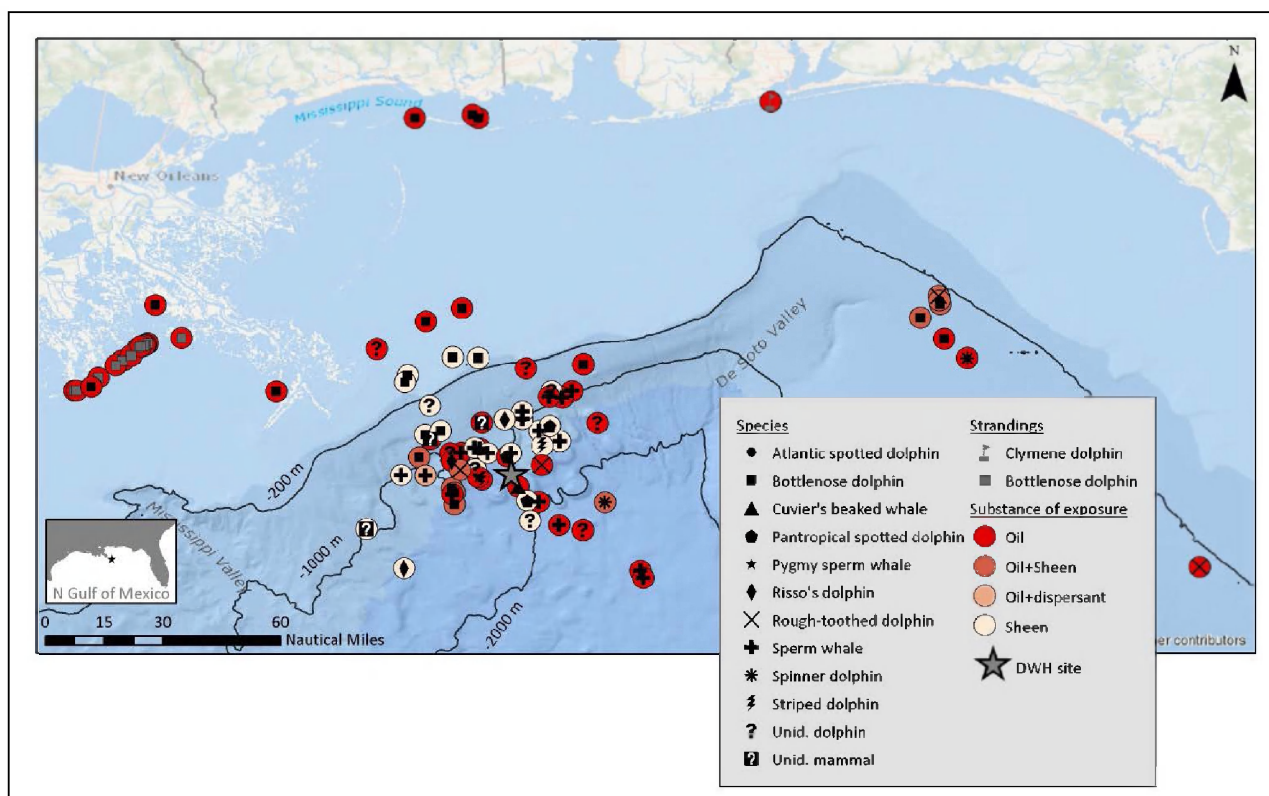 N
Mississippi Sound
New Orleans
De Soto Valley
-200 m
Mississippi Valley
-1000 m
-2000 m
N Gulf of Mexico
0 15 30 60
Nautical Miles
Species
Atlantic spotted dolphin
Bottlenose dolphin
Cuvier's beaked whale
Pantropical spotted dolphin
Pygmy sperm whale
Risso's dolphin
Rough-toothed dolphin
Sperm whale
Spinner dolphin
Striped dolphin
? Unid. dolphin
? Unid. mammal
Strandings
Clymene dolphin
Bottlenose dolphin
Substance of exposure
Oil
Oil+Sheen
Oil+dispersant
Sheen
DWH site
contributors